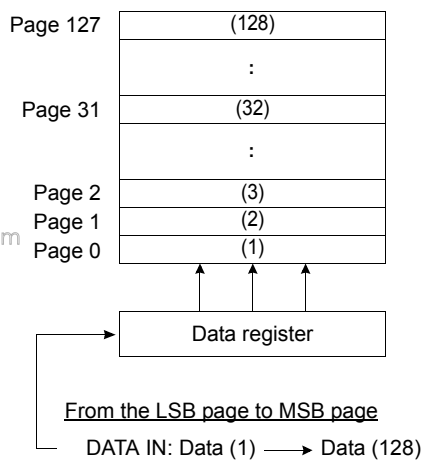 Page 127 (128)
:
Page 31 (32)
:
Page 2 (3)
Page 1 (2)
m
Page 0 (1)
Data register
From the LSB page to MSB page
DATA IN: Data (1) Data (128)